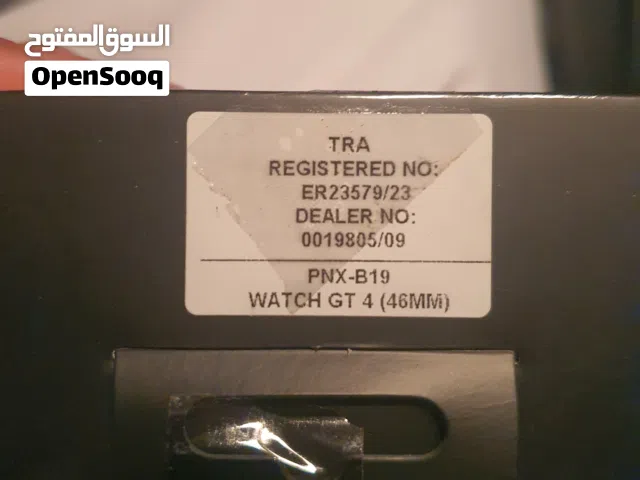 السوق المفتوح
OpenSooq
TRA
REGISTERED NO:
ER23579/23
DEALER NO:
0019805/09
PNX-B19
WATCH GT 4 (46MM)